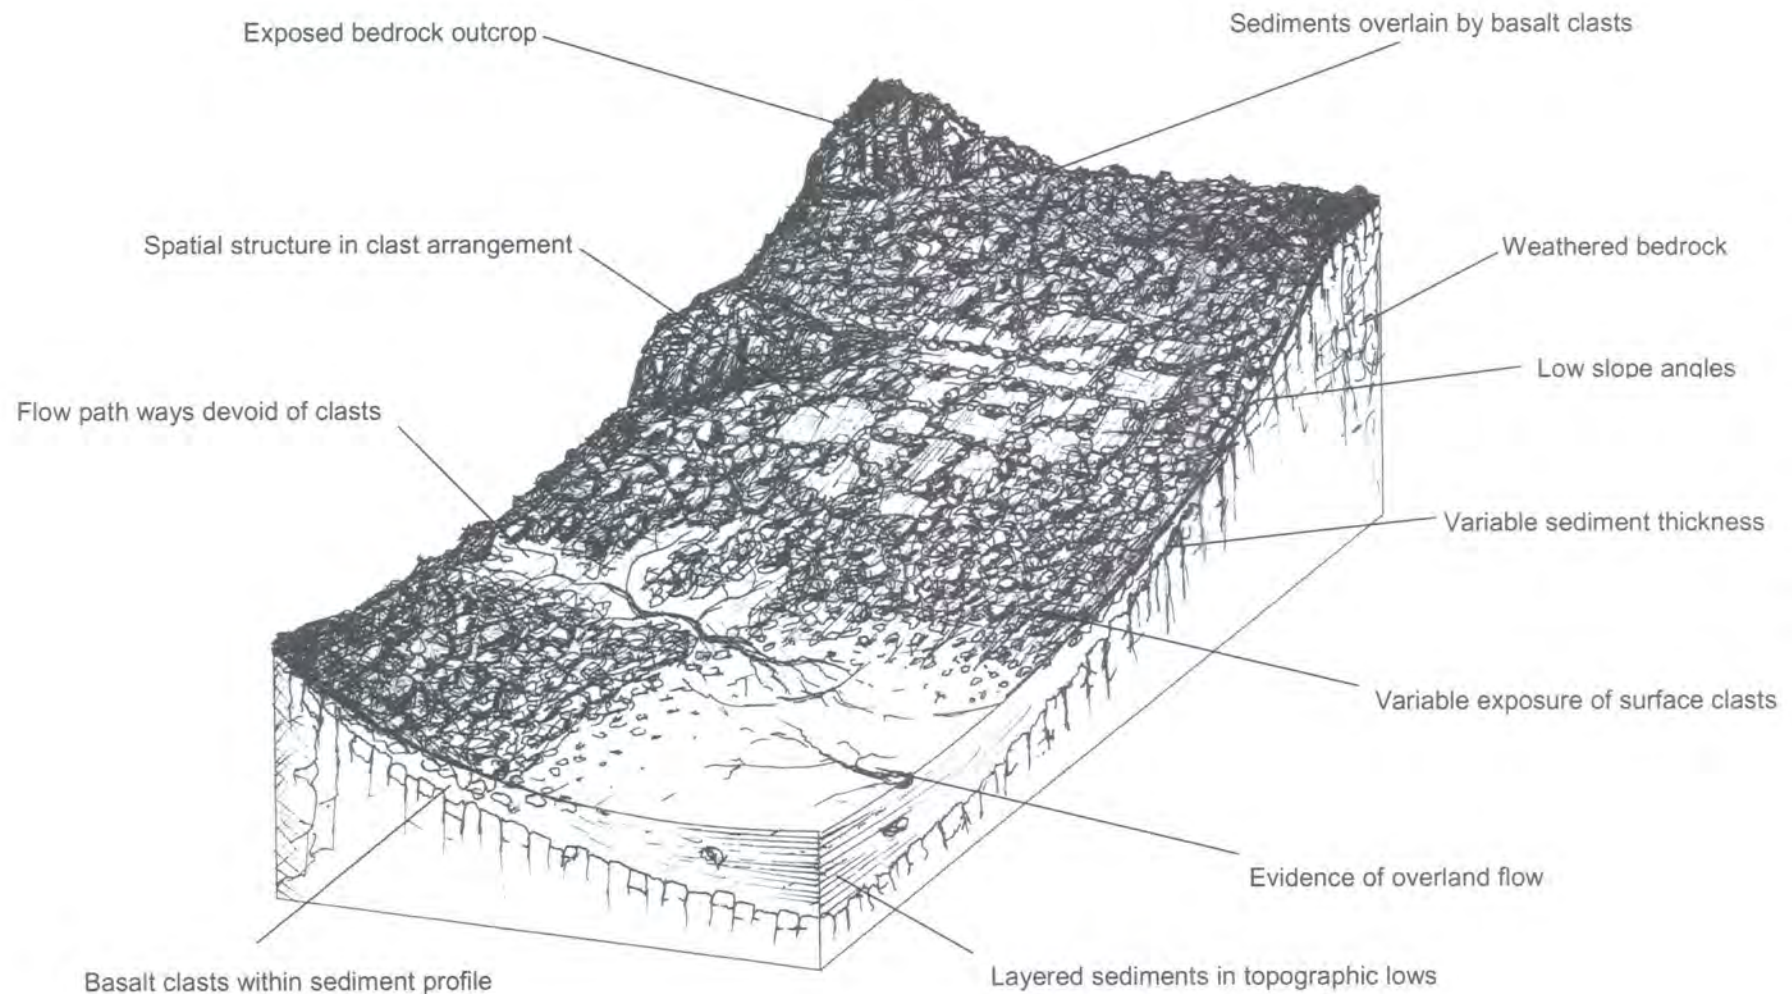 Exposed bedrock outcrop
Sediments overlain by basalt clasts
Spatial structure in clast arrangement
Weathered bedrock
Low slope angles
Flow path ways devoid of clasts
Variable sediment thickness
Variable exposure of surface clasts
Evidence of overland flow
Layered sediments in topographic lows
Basalt clasts within sediment profile